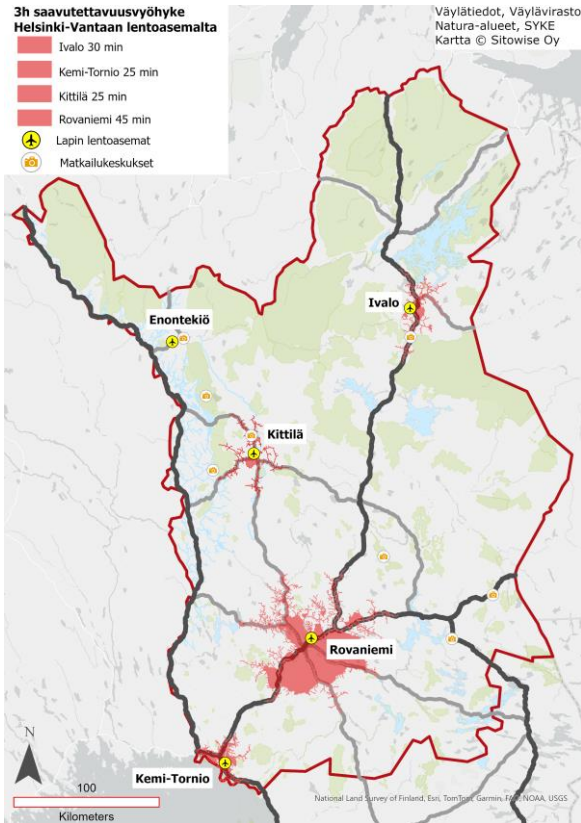 3h saavutettavuusvyöhyke
Helsinki-Vantaan lentoasemalta
Ivalo 30 min
Kemi-Tornio 25 min
Kittilä 25 min
Rovaniemi 45 min
Lapin lentoasemat
Matkailukeskukset
Väylätiedot, Väylävirasto
Natura-alueet, SYKE
Kartta © Sitowise Oy
Ivalo
Enontekiö
Kittilä
Rovaniemi
Kemi-Tornio
N
100
Kilometers
National Land Survey of Finland, Esri, TomTom, Garmin, FAO, NOAA, USGS